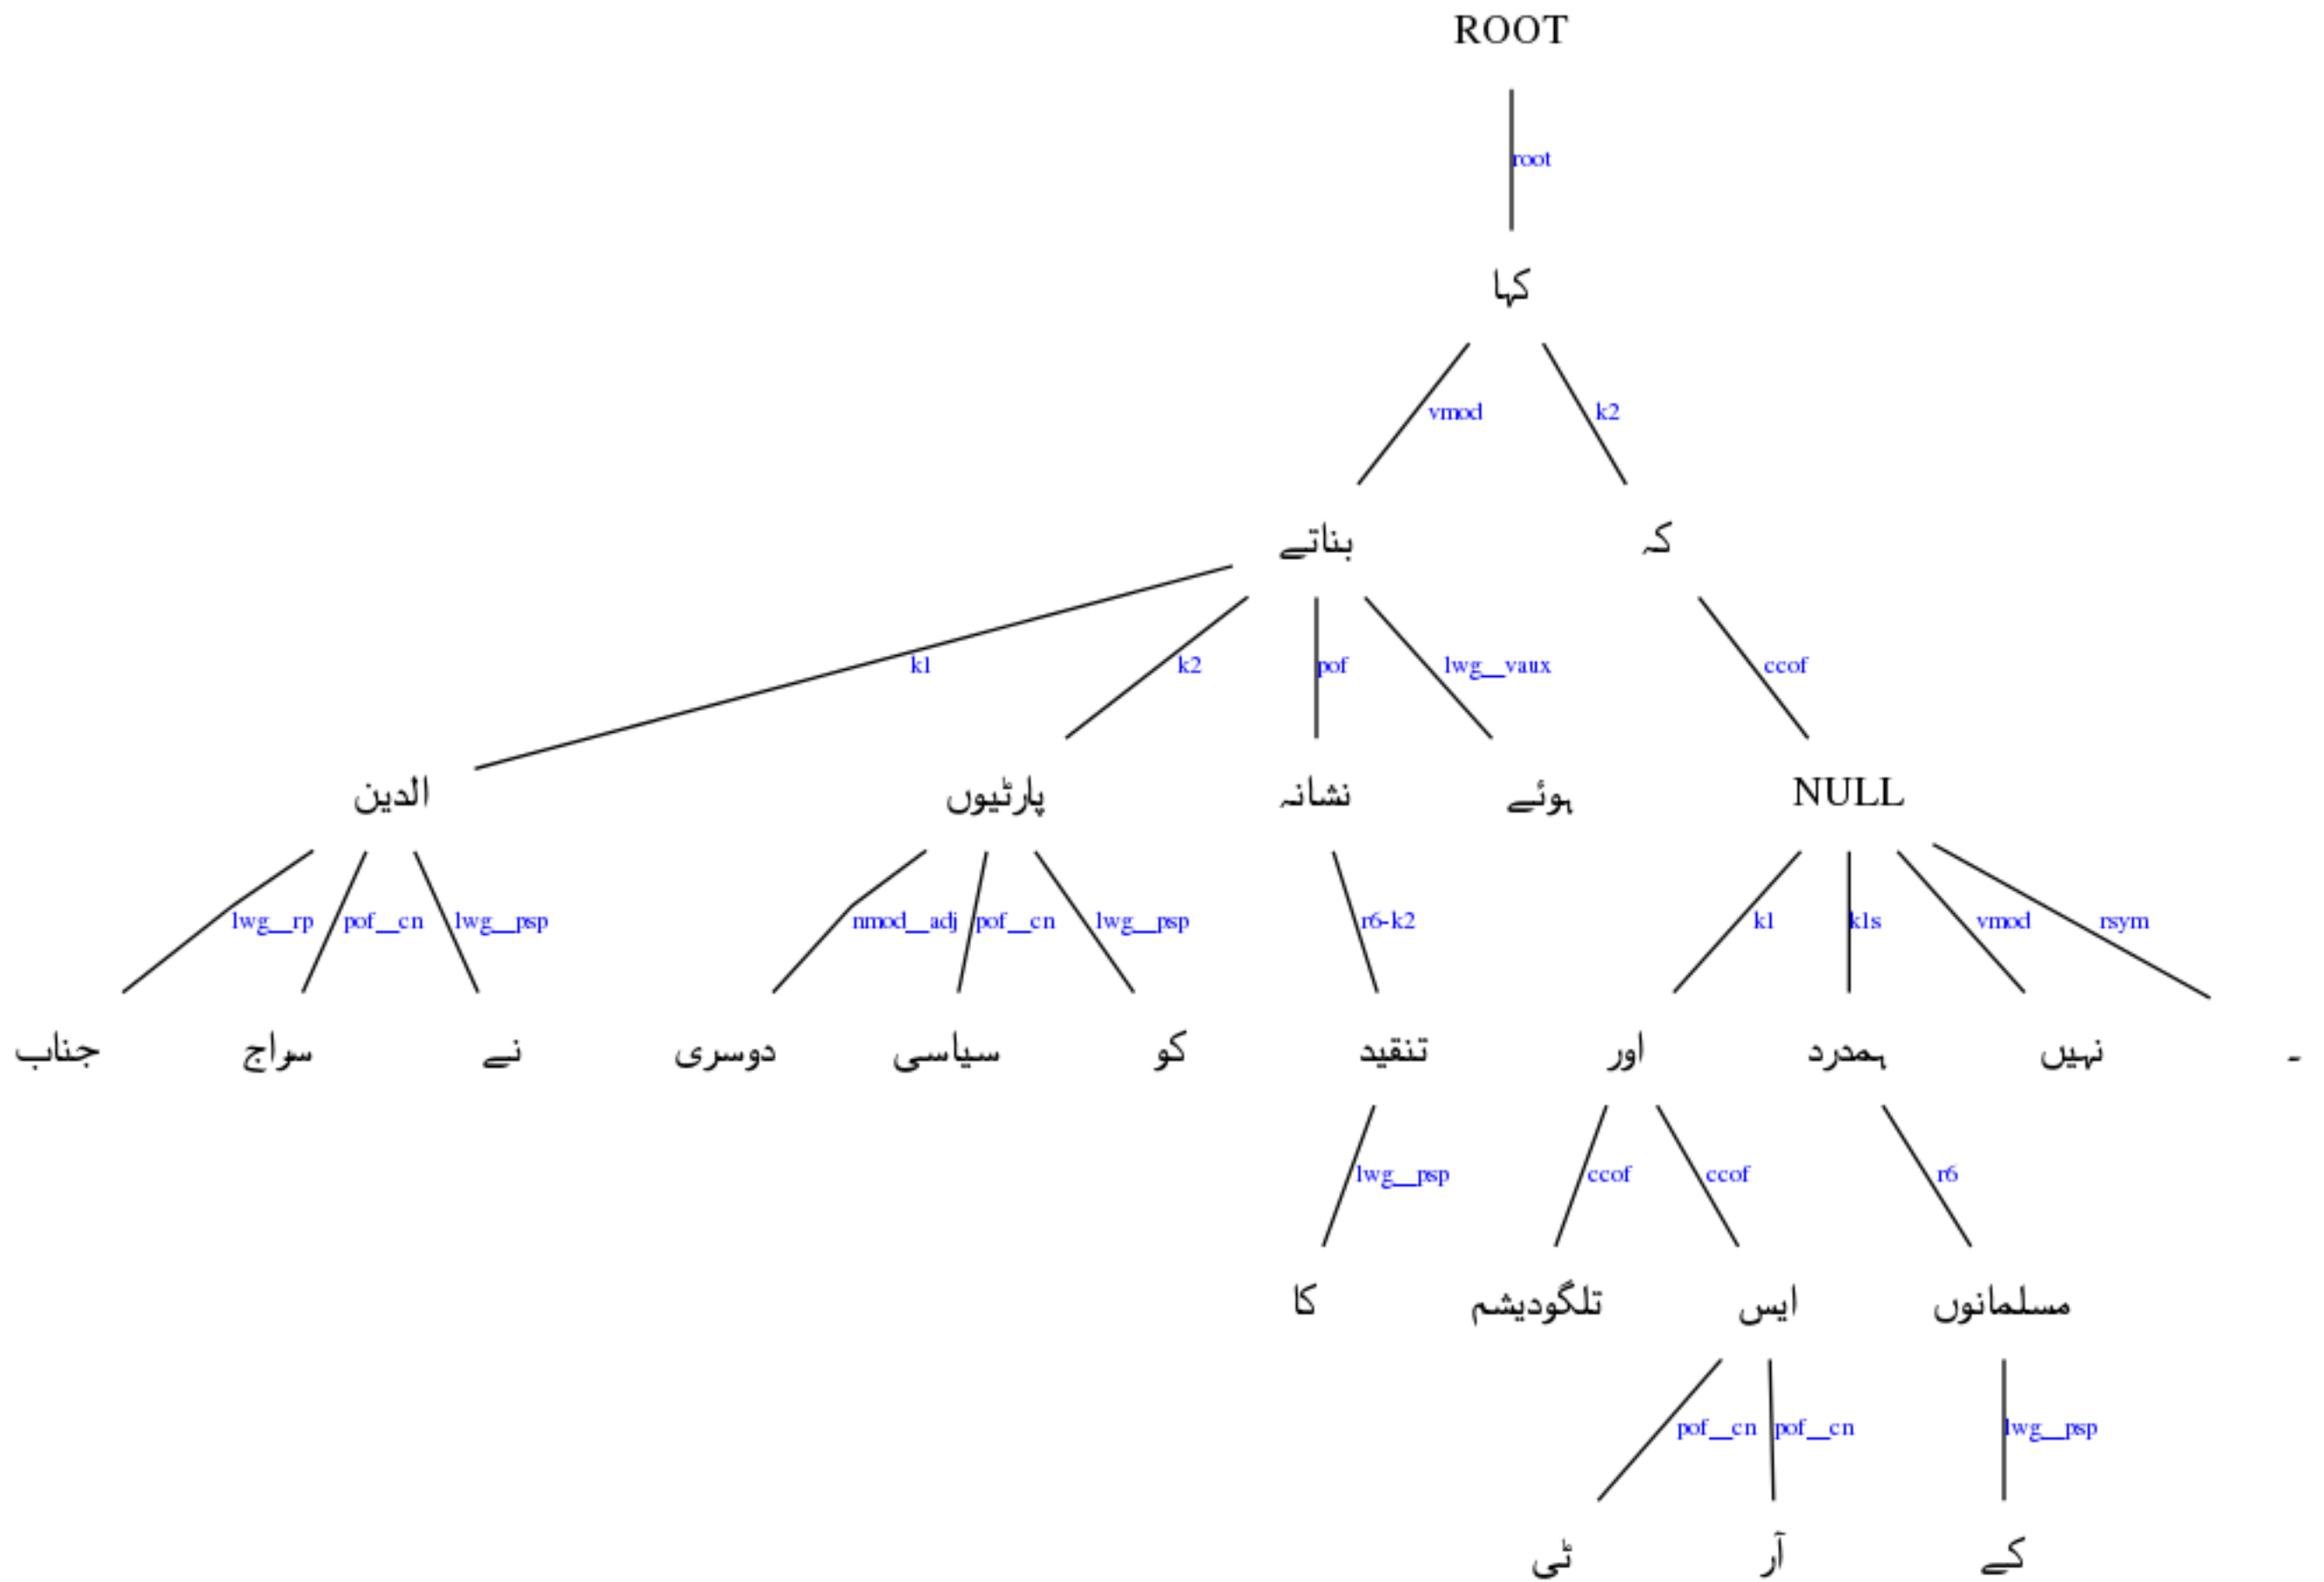 ROOT
root
کہا
vmod k2
بناتے کہ
k1 k2 pof lwg__vaux ccof
الدین پارٹیوں نشانہ ہوئے NULL
lwg__rp pof__cn lwg__psp nmod__adj pof__cn lwg__psp r6-k2 k1 k1s vmod rsym
جناب سراج نے دوسری سیاسی کو تنقید اور ہمدرد نہیں ۔
lwg__psp ccof ccof r6
کا تلگودیشم ایس مسلمانوں
pof__cn pof__cn lwg__psp
ٹی آر کے